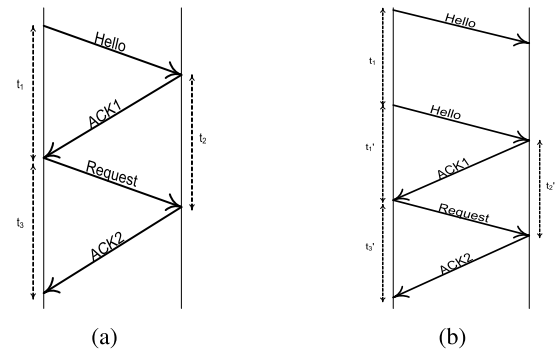 Hello
t₁
ACK1
t₂
Request
t₃
ACK2
(a)
Hello
t₁
Hello
t₁'
ACK1
t₂'
Request
t₃'
ACK2
(b)